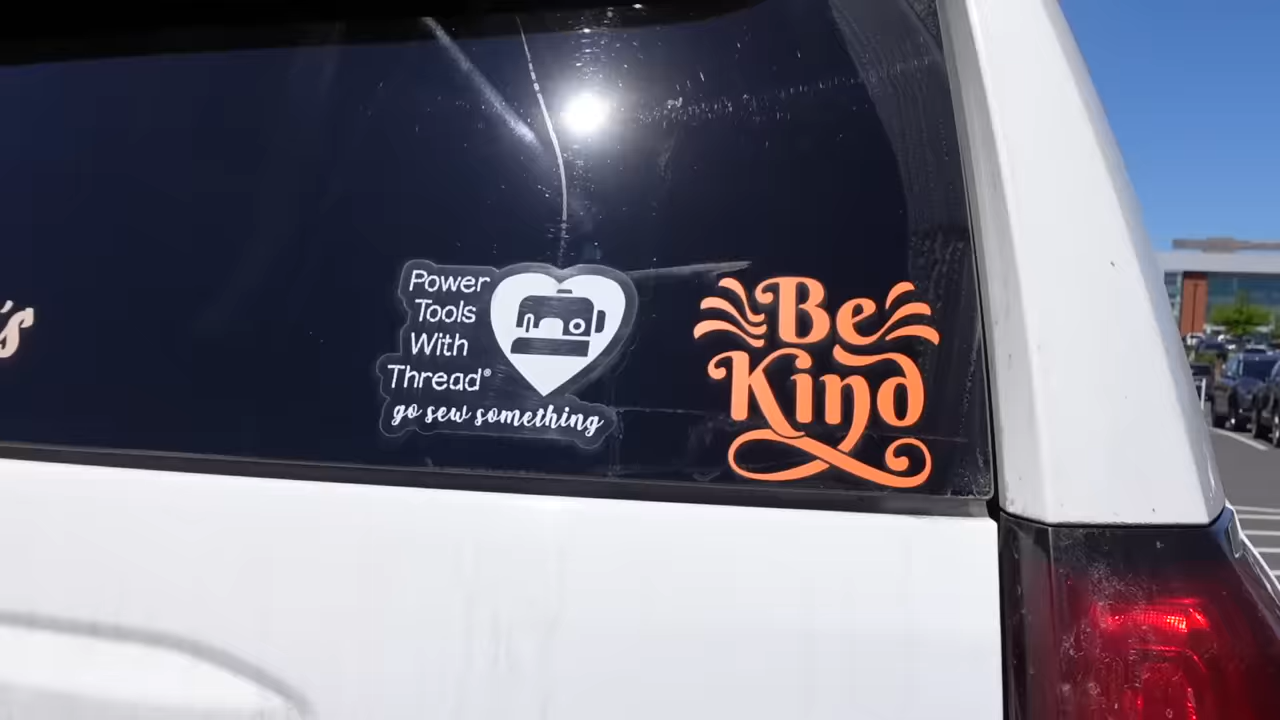 's
Power
Tools
With
Thread®
go sew something
Be
Kind